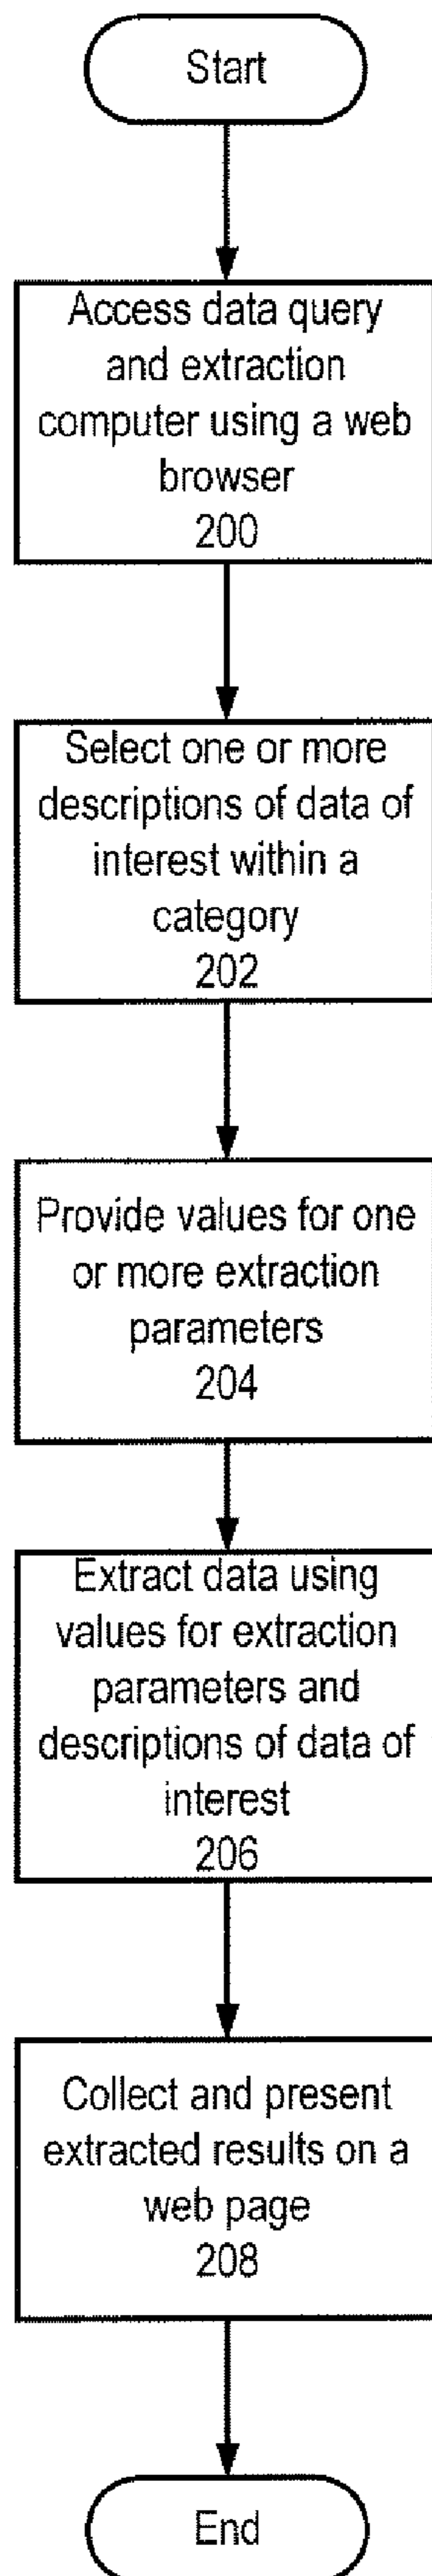 Start
Access data query
and extraction
computer using a web
browser
200
Select one or more
descriptions of data of
interest within a
category
202
Provide values for one
or more extraction
parameters
204
Extract data using
values for extraction
parameters and
descriptions of data of
interest
206
Collect and present
extracted results on a
web page
208
End